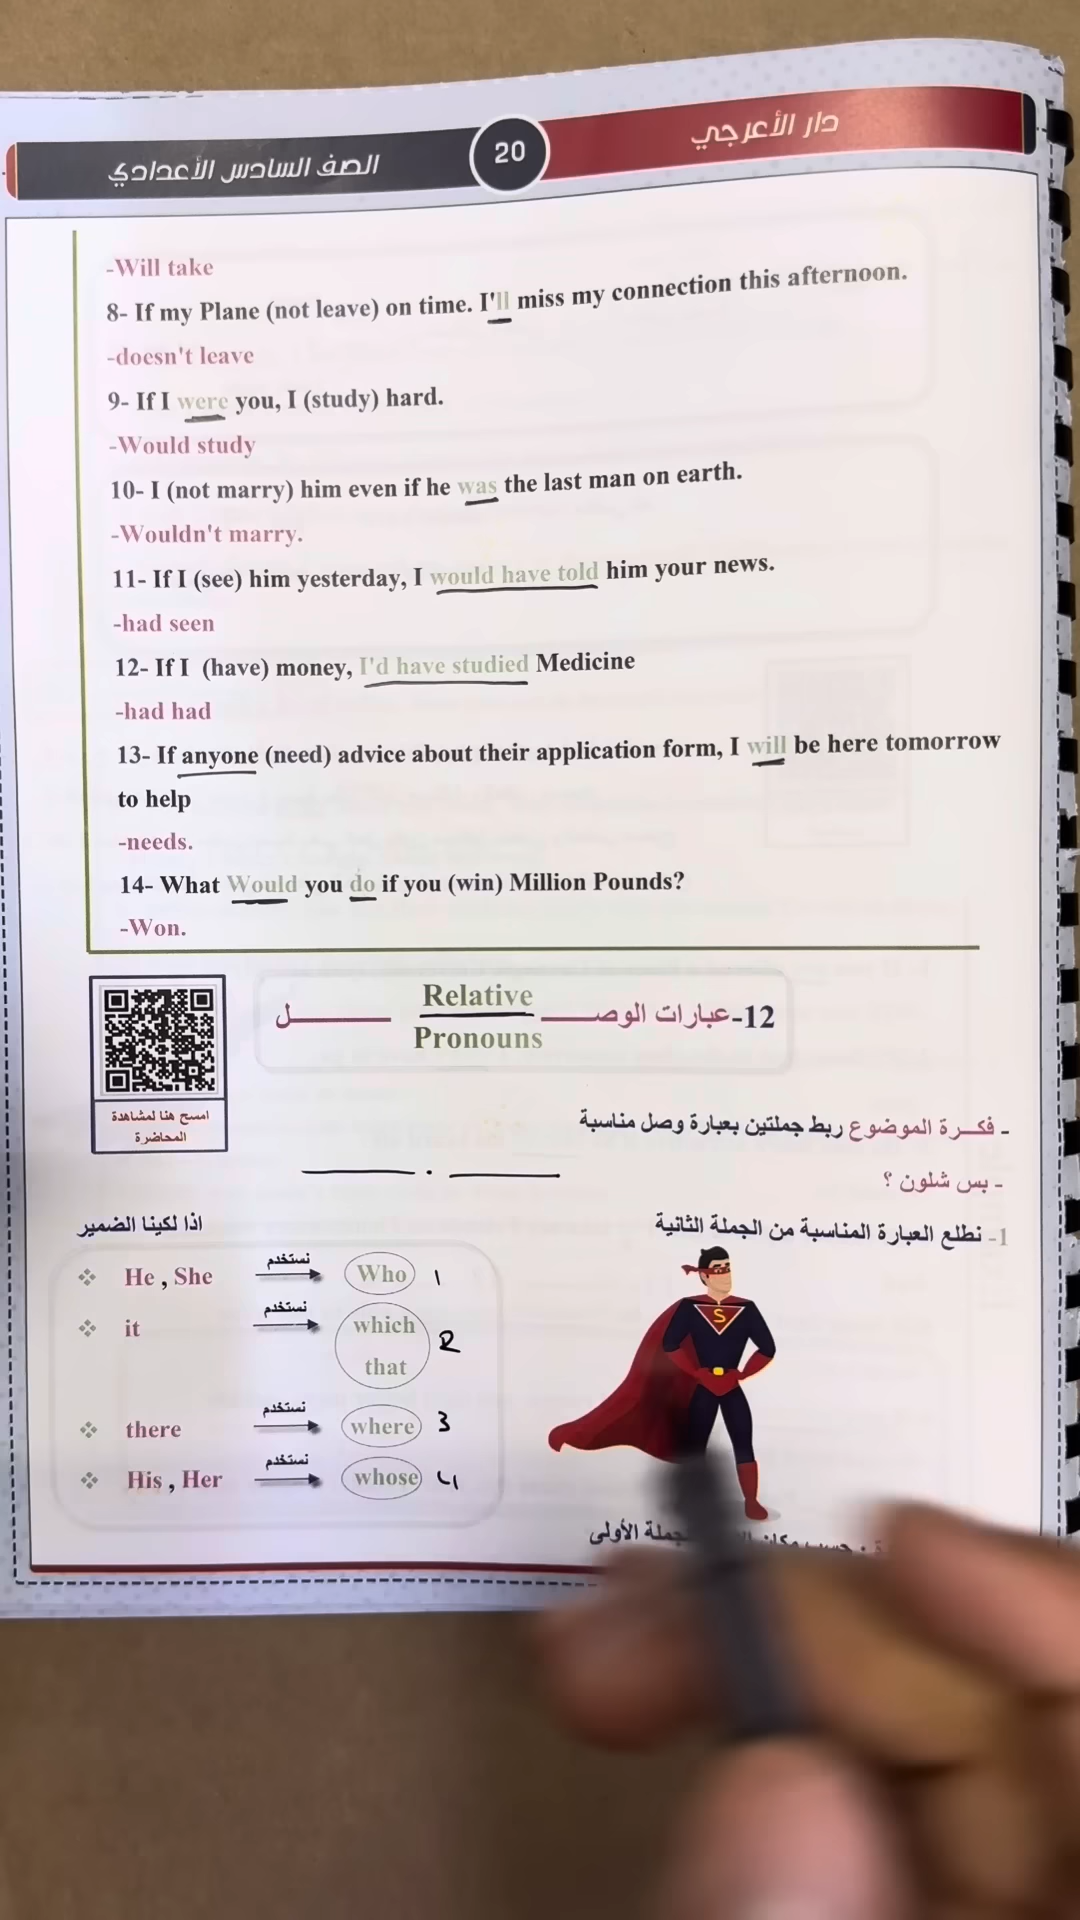 دار الأعرجي
20
الصف السادس الأعدادي
-Will take
8- If my Plane (not leave) on time. I'll miss my connection this afternoon.
-doesn't leave
9- If I were you, I (study) hard.
-Would study
10- I (not marry) him even if he was the last man on earth.
-Wouldn't marry.
11- If I (see) him yesterday, I would have told him your news.
-had seen
12- If I (have) money, I'd have studied Medicine
-had had
13- If anyone (need) advice about their application form, I will be here tomorrow
to help
-needs.
14- What Would you do if you (win) Million Pounds?
-Won.
12-عبارات الوصــــــــل
Relative
Pronouns
امسح هنا لمشاهدة
المحاضرة
- فكـرة الموضوع ربط جملتين بعبارة وصل مناسبة
- بس شلون ؟
1- نطلع العبارة المناسبة من الجملة الثانية
اذا لكينا الضمير
He , She نستخدم Who 1
it نستخدم which 2
that
there نستخدم where 3
His , Her نستخدم whose 4
S
حسب مكان جملة الأولى